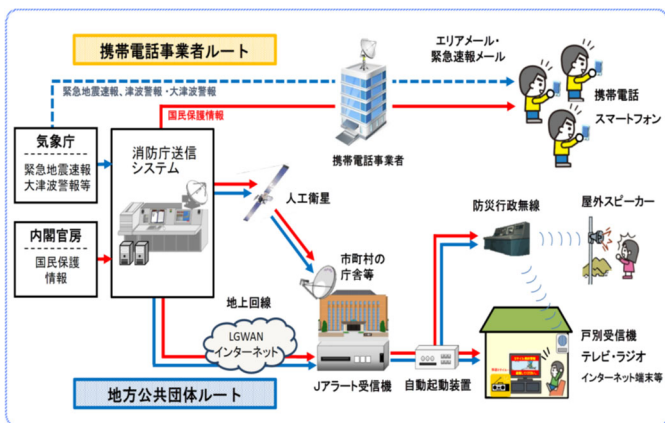 携帯電話事業者ルート
エリアメール・
緊急速報メール
緊急地震速報、津波警報・大津波警報
国民保護情報
携帯電話
スマートフォン
携帯電話事業者
気象庁
緊急地震速報
大津波警報等
消防庁送信
システム
人工衛星
内閣官房
国民保護
情報
防災行政無線
屋外スピーカー
市町村の
庁舎等
地上回線
LGWAN
インターネット
Jアラート受信機
自動起動装置
戸別受信機
テレビ・ラジオ
インターネット端末等
地方公共団体ルート